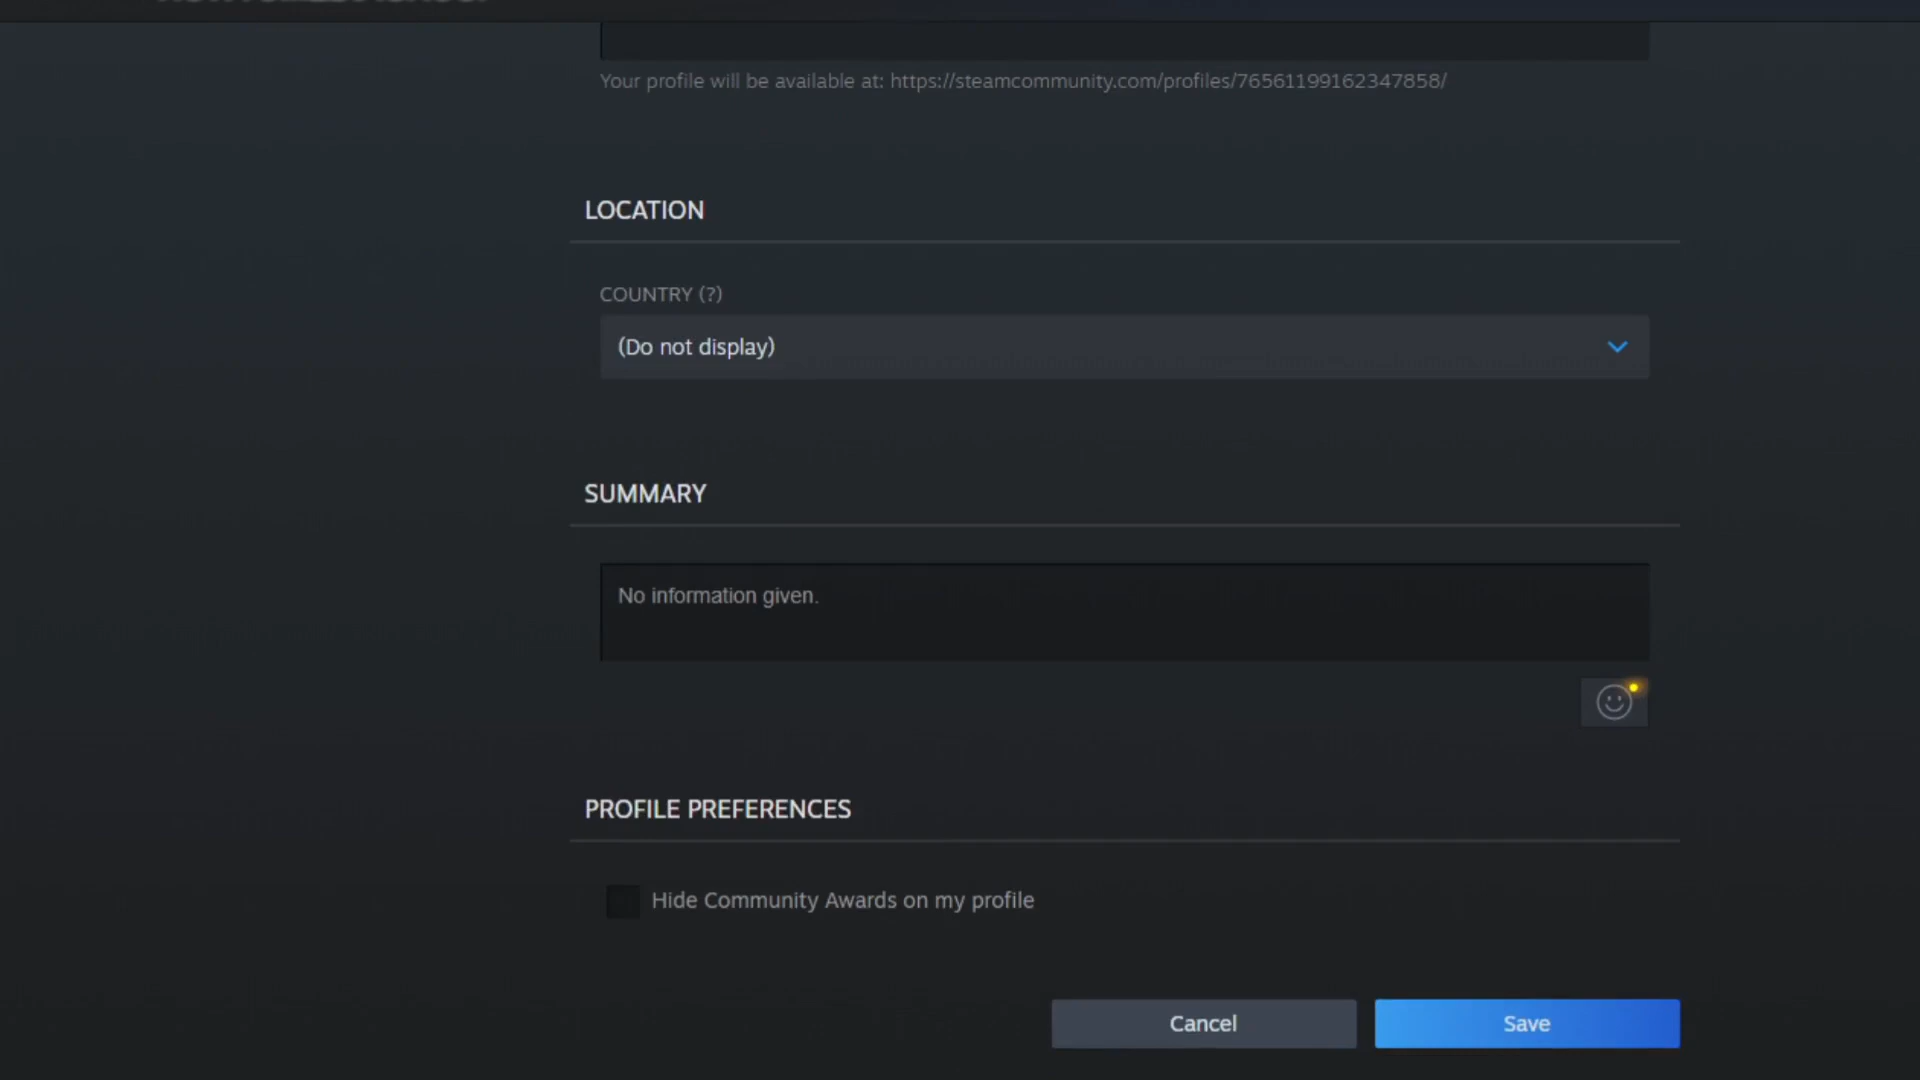 Your profile will be available at: https://steamcommunity.com/profiles/76561199162347858/
LOCATION
COUNTRY (?)
(Do not display)
SUMMARY
No information given.
PROFILE PREFERENCES
Hide Community Awards on my profile
Cancel
Save